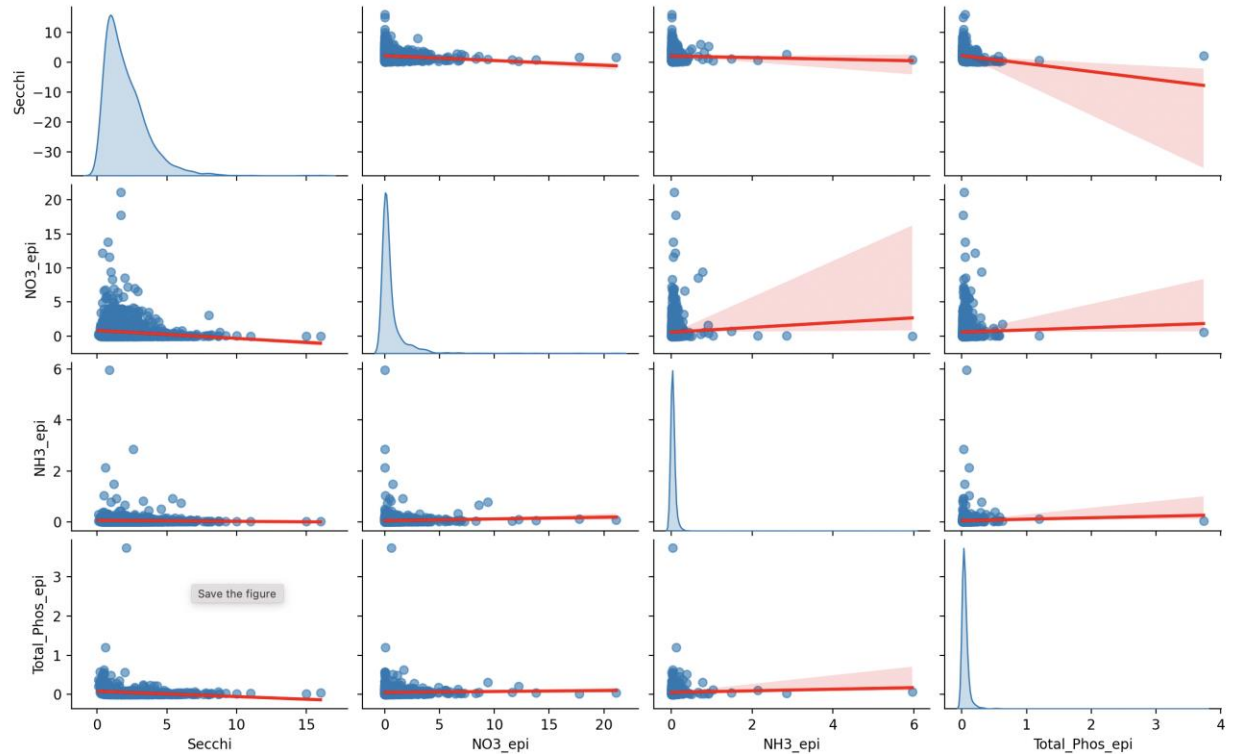 Secchi
10
0
−10
−20
−30
NO3_epi
20
15
10
5
0
NH3_epi
6
4
2
0
Total_Phos_epi
3
2
1
0
Save the figure
0 5 10 15
0 5 10 15 20
0 2 4 6
0 1 2 3 4
Secchi
NO3_epi
NH3_epi
Total_Phos_epi